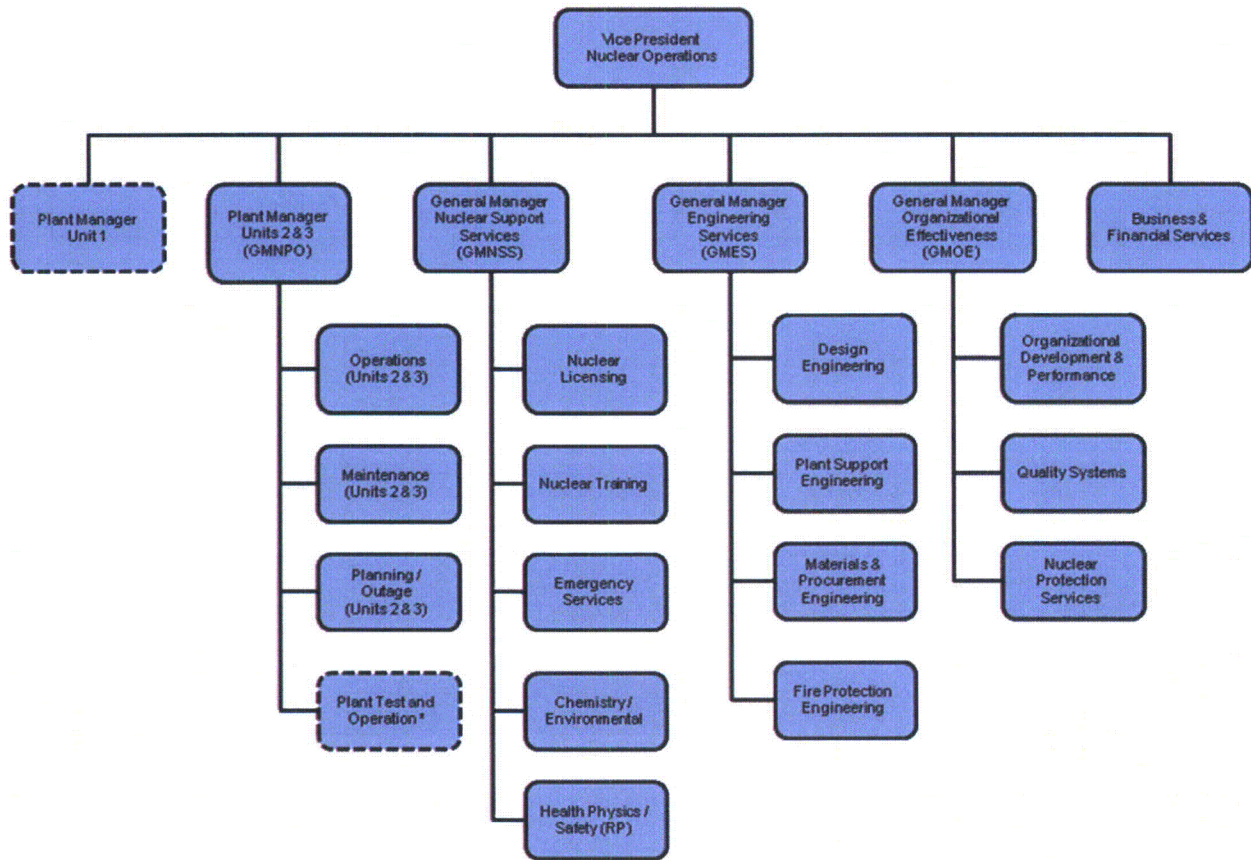 Vice President
Nuclear Operations
Plant Manager
Unit 1
Plant Manager
Units 2 & 3
(GMNPO)
General Manager
Nuclear Support
Services
(GMNSS)
General Manager
Engineering
Services
(GMES)
General Manager
Organizational
Effectiveness
(GMOE)
Business &
Financial Services
Operations
(Units 2 & 3)
Maintenance
(Units 2 & 3)
Planning /
Outage
(Units 2 & 3)
Plant Test and
Operation *
Nuclear
Licensing
Nuclear Training
Emergency
Services
Chemistry /
Environmental
Health Physics /
Safety (RP)
Design
Engineering
Plant Support
Engineering
Materials &
Procurement
Engineering
Fire Protection
Engineering
Organizational
Development &
Performance
Quality Systems
Nuclear
Protection
Services